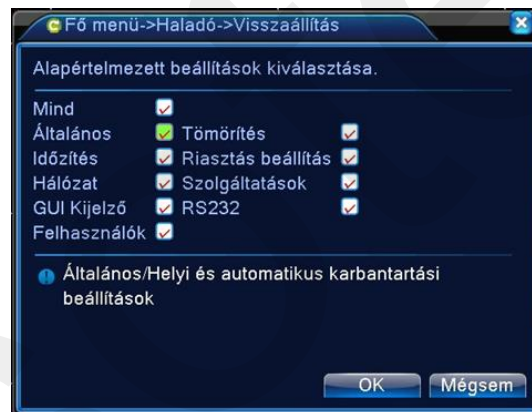 Fő menü->Haladó->Visszaállítás
Alapértelmezett beállítások kiválasztása.
Mind
Általános Tömörítés
Időzítés Riasztás beállítás
Hálózat Szolgáltatások
GUI Kijelző RS232
Felhasználók
Általános/Helyi és automatikus karbantartási
beállítások
OK Mégsem